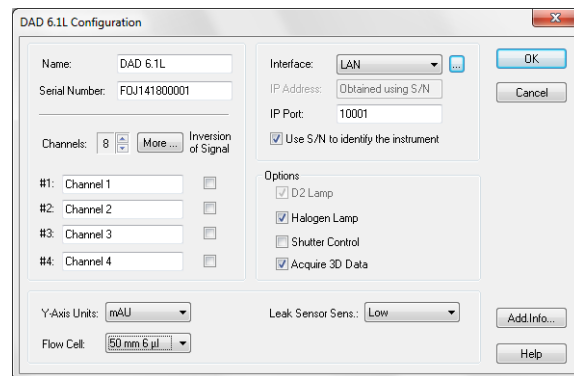 DAD 6.1L Configuration
Name: DAD 6.1L
Serial Number: FOJ141800001
Channels: 8 More ... Inversion of Signal
#1: Channel 1
#2: Channel 2
#3: Channel 3
#4: Channel 4
Interface: LAN ...
IP Address: Obtained using S/N
IP Port: 10001
Use S/N to identify the instrument
Options
D2 Lamp
Halogen Lamp
Shutter Control
Acquire 3D Data
OK
Cancel
Y-Axis Units: mAU
Flow Cell: 50 mm 6 µl
Leak Sensor Sens.: Low
Add.Info...
Help